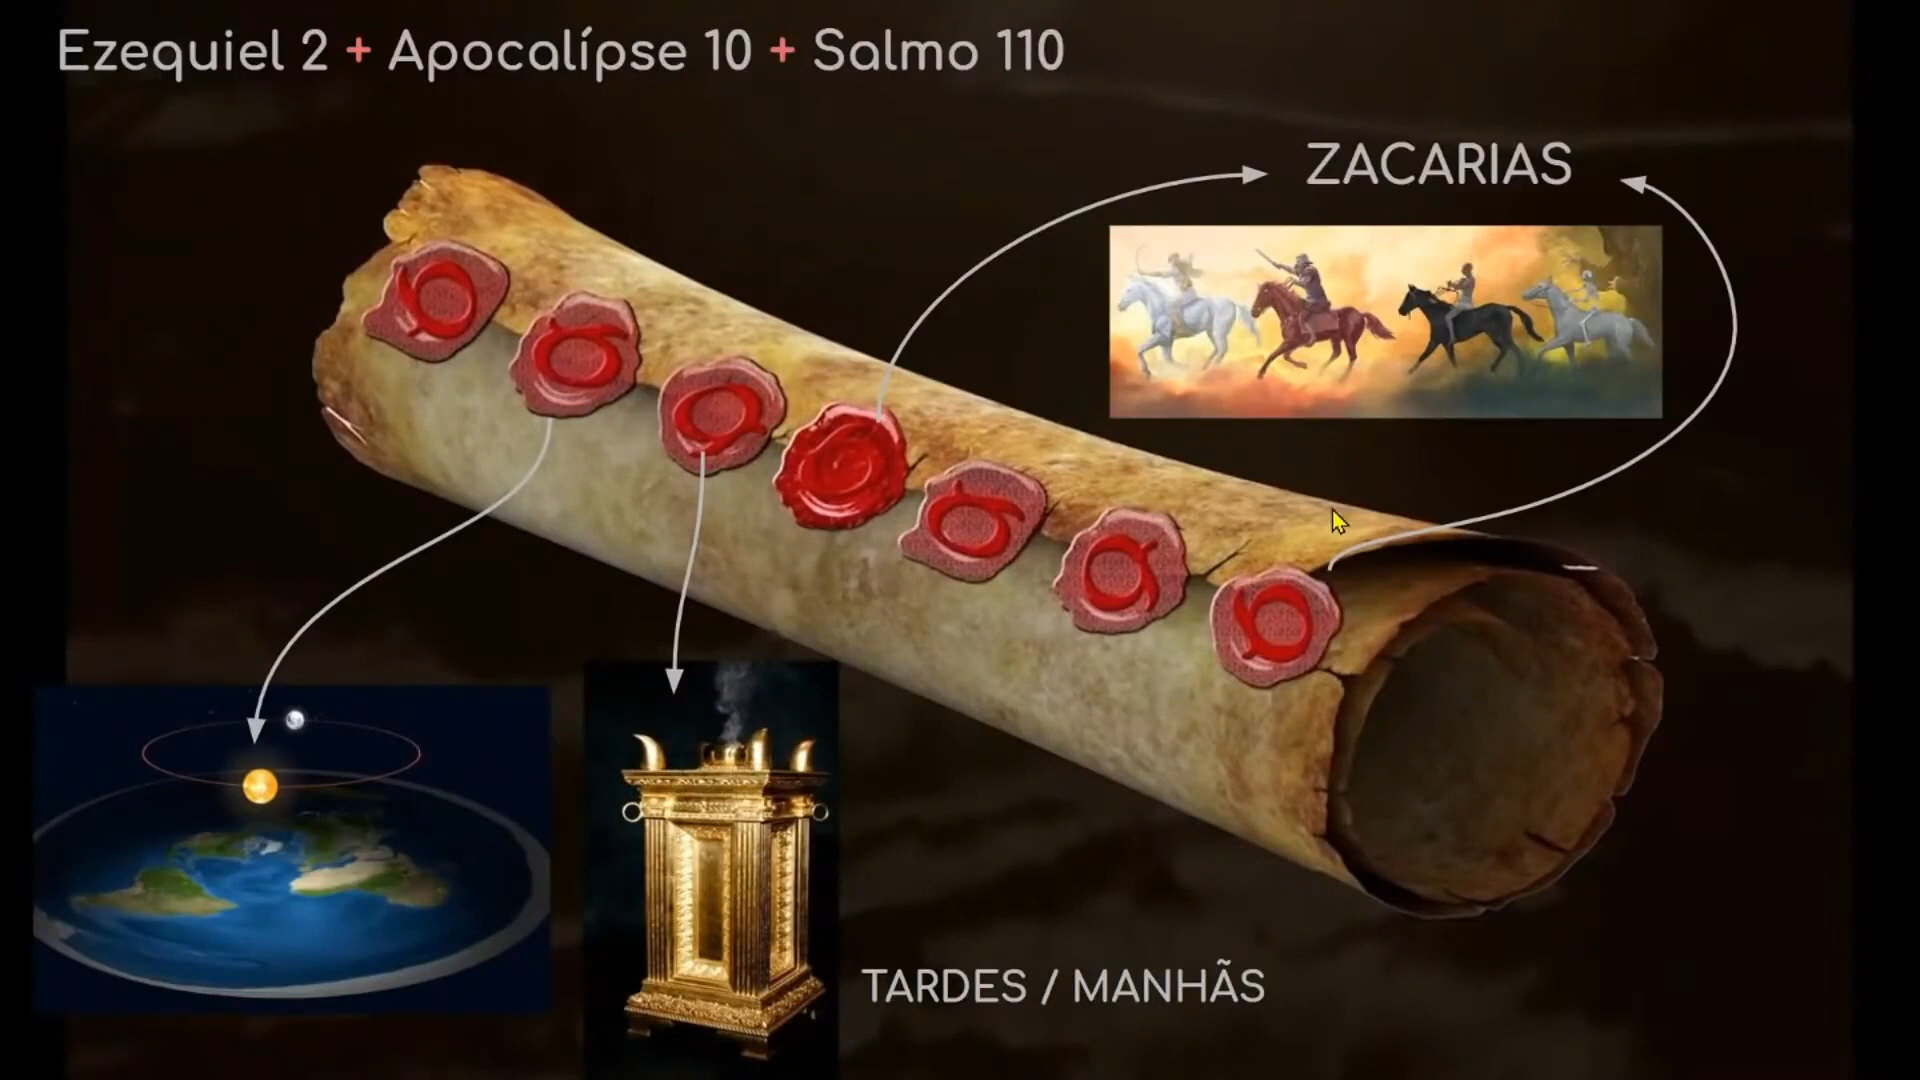 Ezequiel 2 + Apocalípse 10 + Salmo 110
ZACARIAS
TARDES / MANHÃS